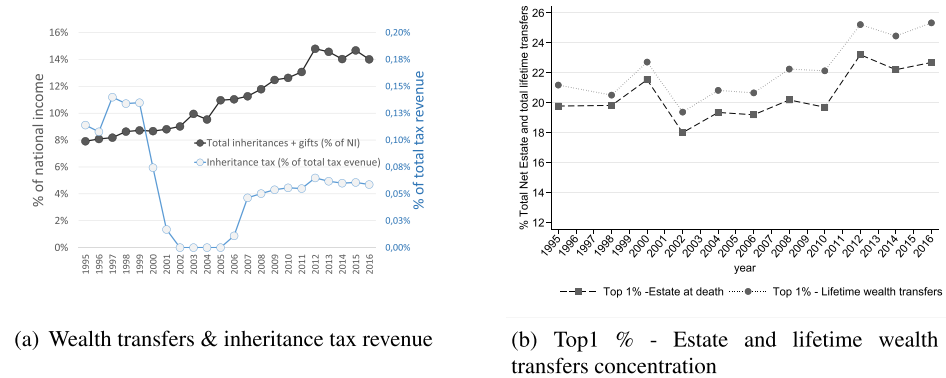 16%
14%
12%
10%
8%
6%
4%
2%
0%
% of national income
0,20%
0,18%
0,15%
0,13%
0,10%
0,08%
0,05%
0,03%
0,00%
% of total tax revenue
Total inheritances + gifts (% of NI)
Inheritance tax (% of total tax evenue)
1995 1996 1997 1998 1999 2000 2001 2002 2003 2004 2005 2006 2007 2008 2009 2010 2011 2012 2013 2014 2015 2016
(a) Wealth transfers & inheritance tax revenue
% Total Net Estate and total lifetime transfers
26
24
22
20
18
16
14
12
1995 1996 1997 1998 1999 2000 2001 2002 2003 2004 2005 2006 2007 2008 2009 2010 2011 2012 2013 2014 2015 2016
year
Top 1% -Estate at death Top 1% - Lifetime wealth transfers
(b) Top1 % - Estate and lifetime wealth
transfers concentration